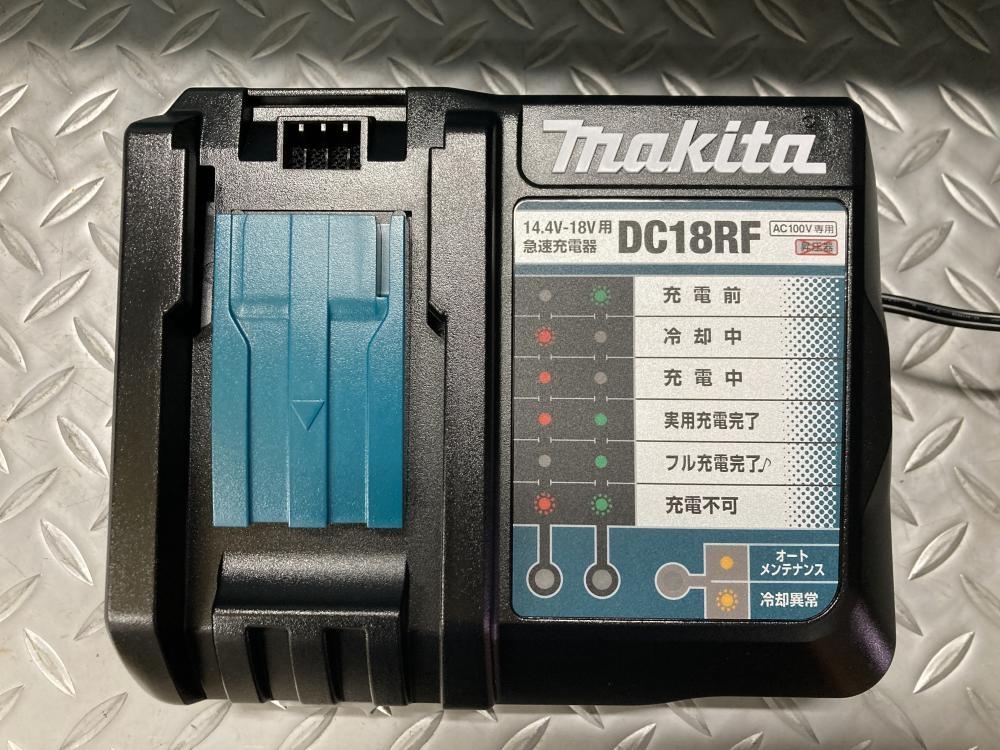 makita
14.4V-18V用
急速充電器
DC18RF
AC100V専用
昇圧器
充電前
冷却中
充電中
実用充電完了
フル充電完了♪
充電不可
オート
メンテナンス
冷却異常